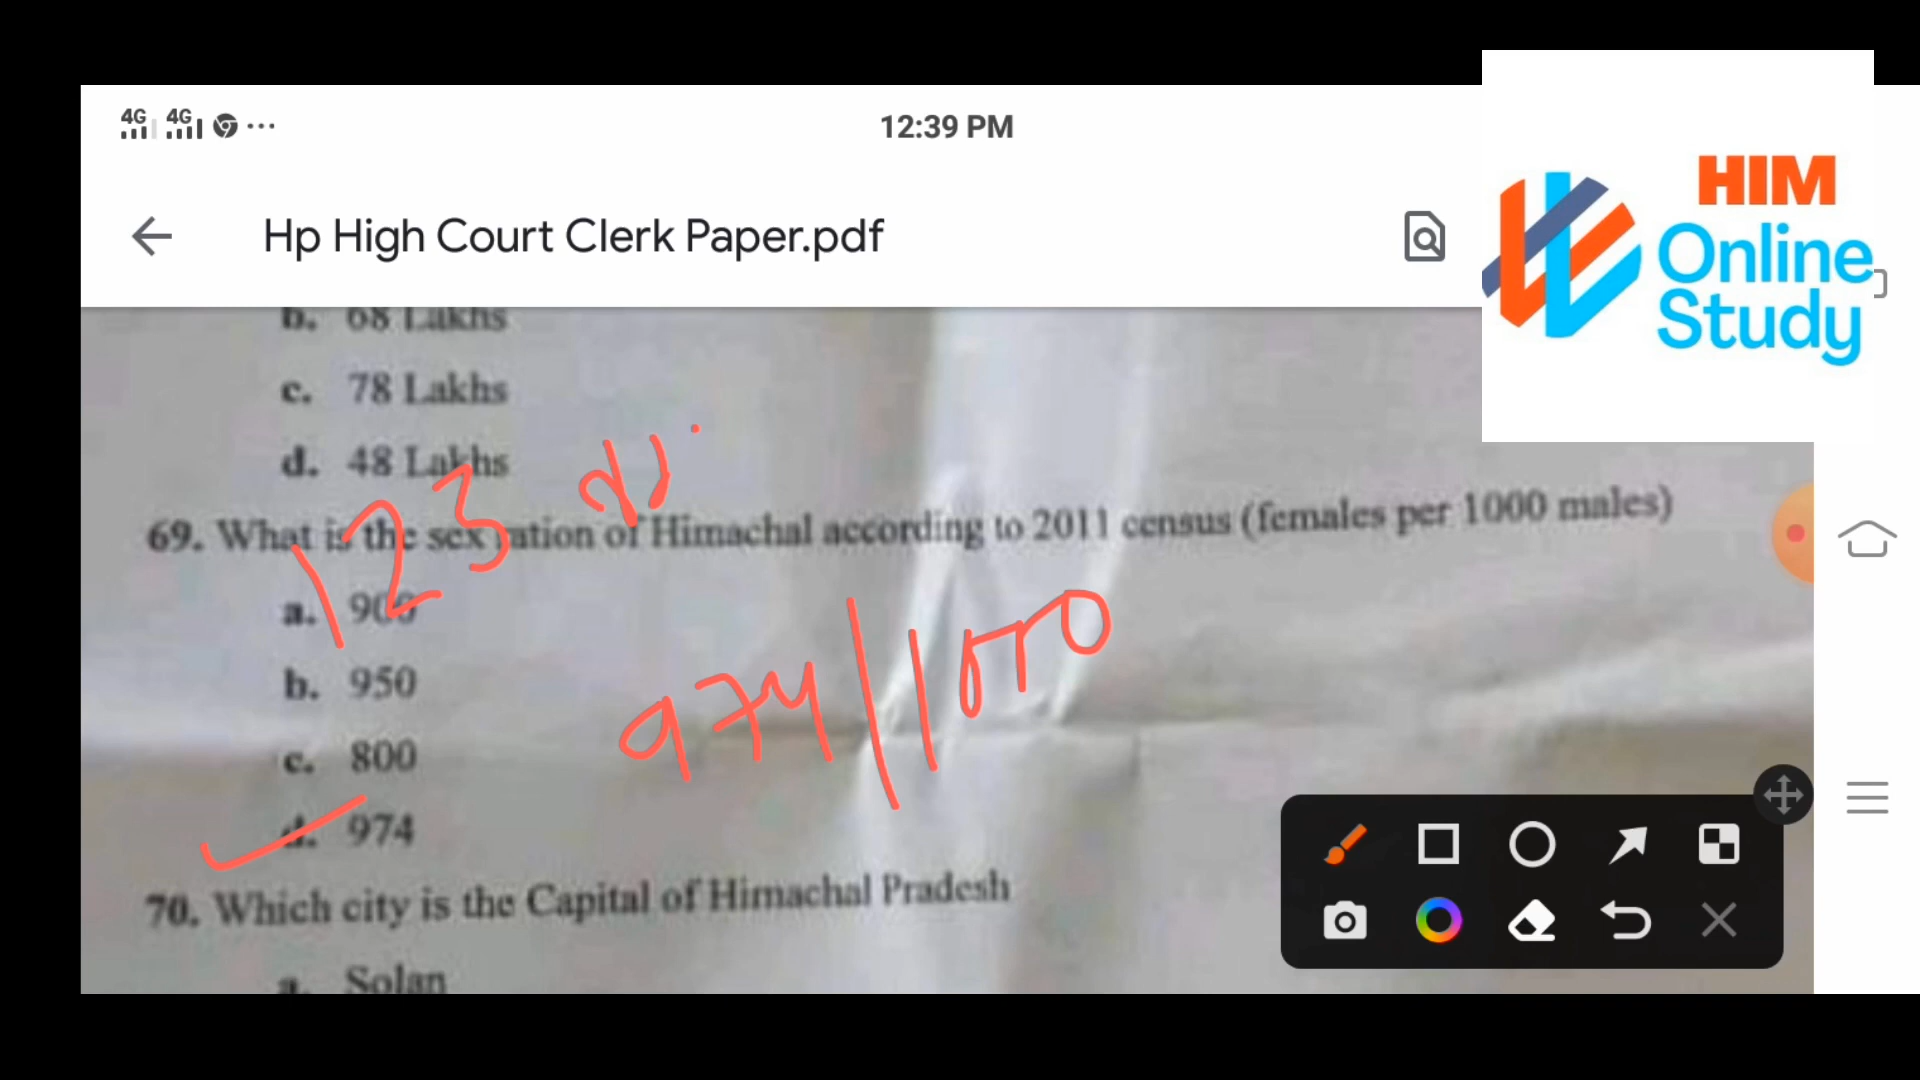 4G 4G
12:39 PM
Hp High Court Clerk Paper.pdf
HIM
Online
Study
b. 68 Lakhs
c. 78 Lakhs
d. 48 Lakhs
69. What is the sex ration of Himachal according to 2011 census (females per 1000 males)
a. 900
b. 950
c. 800
d. 974
123
974/1000
70. Which city is the Capital of Himachal Pradesh
a. Solan